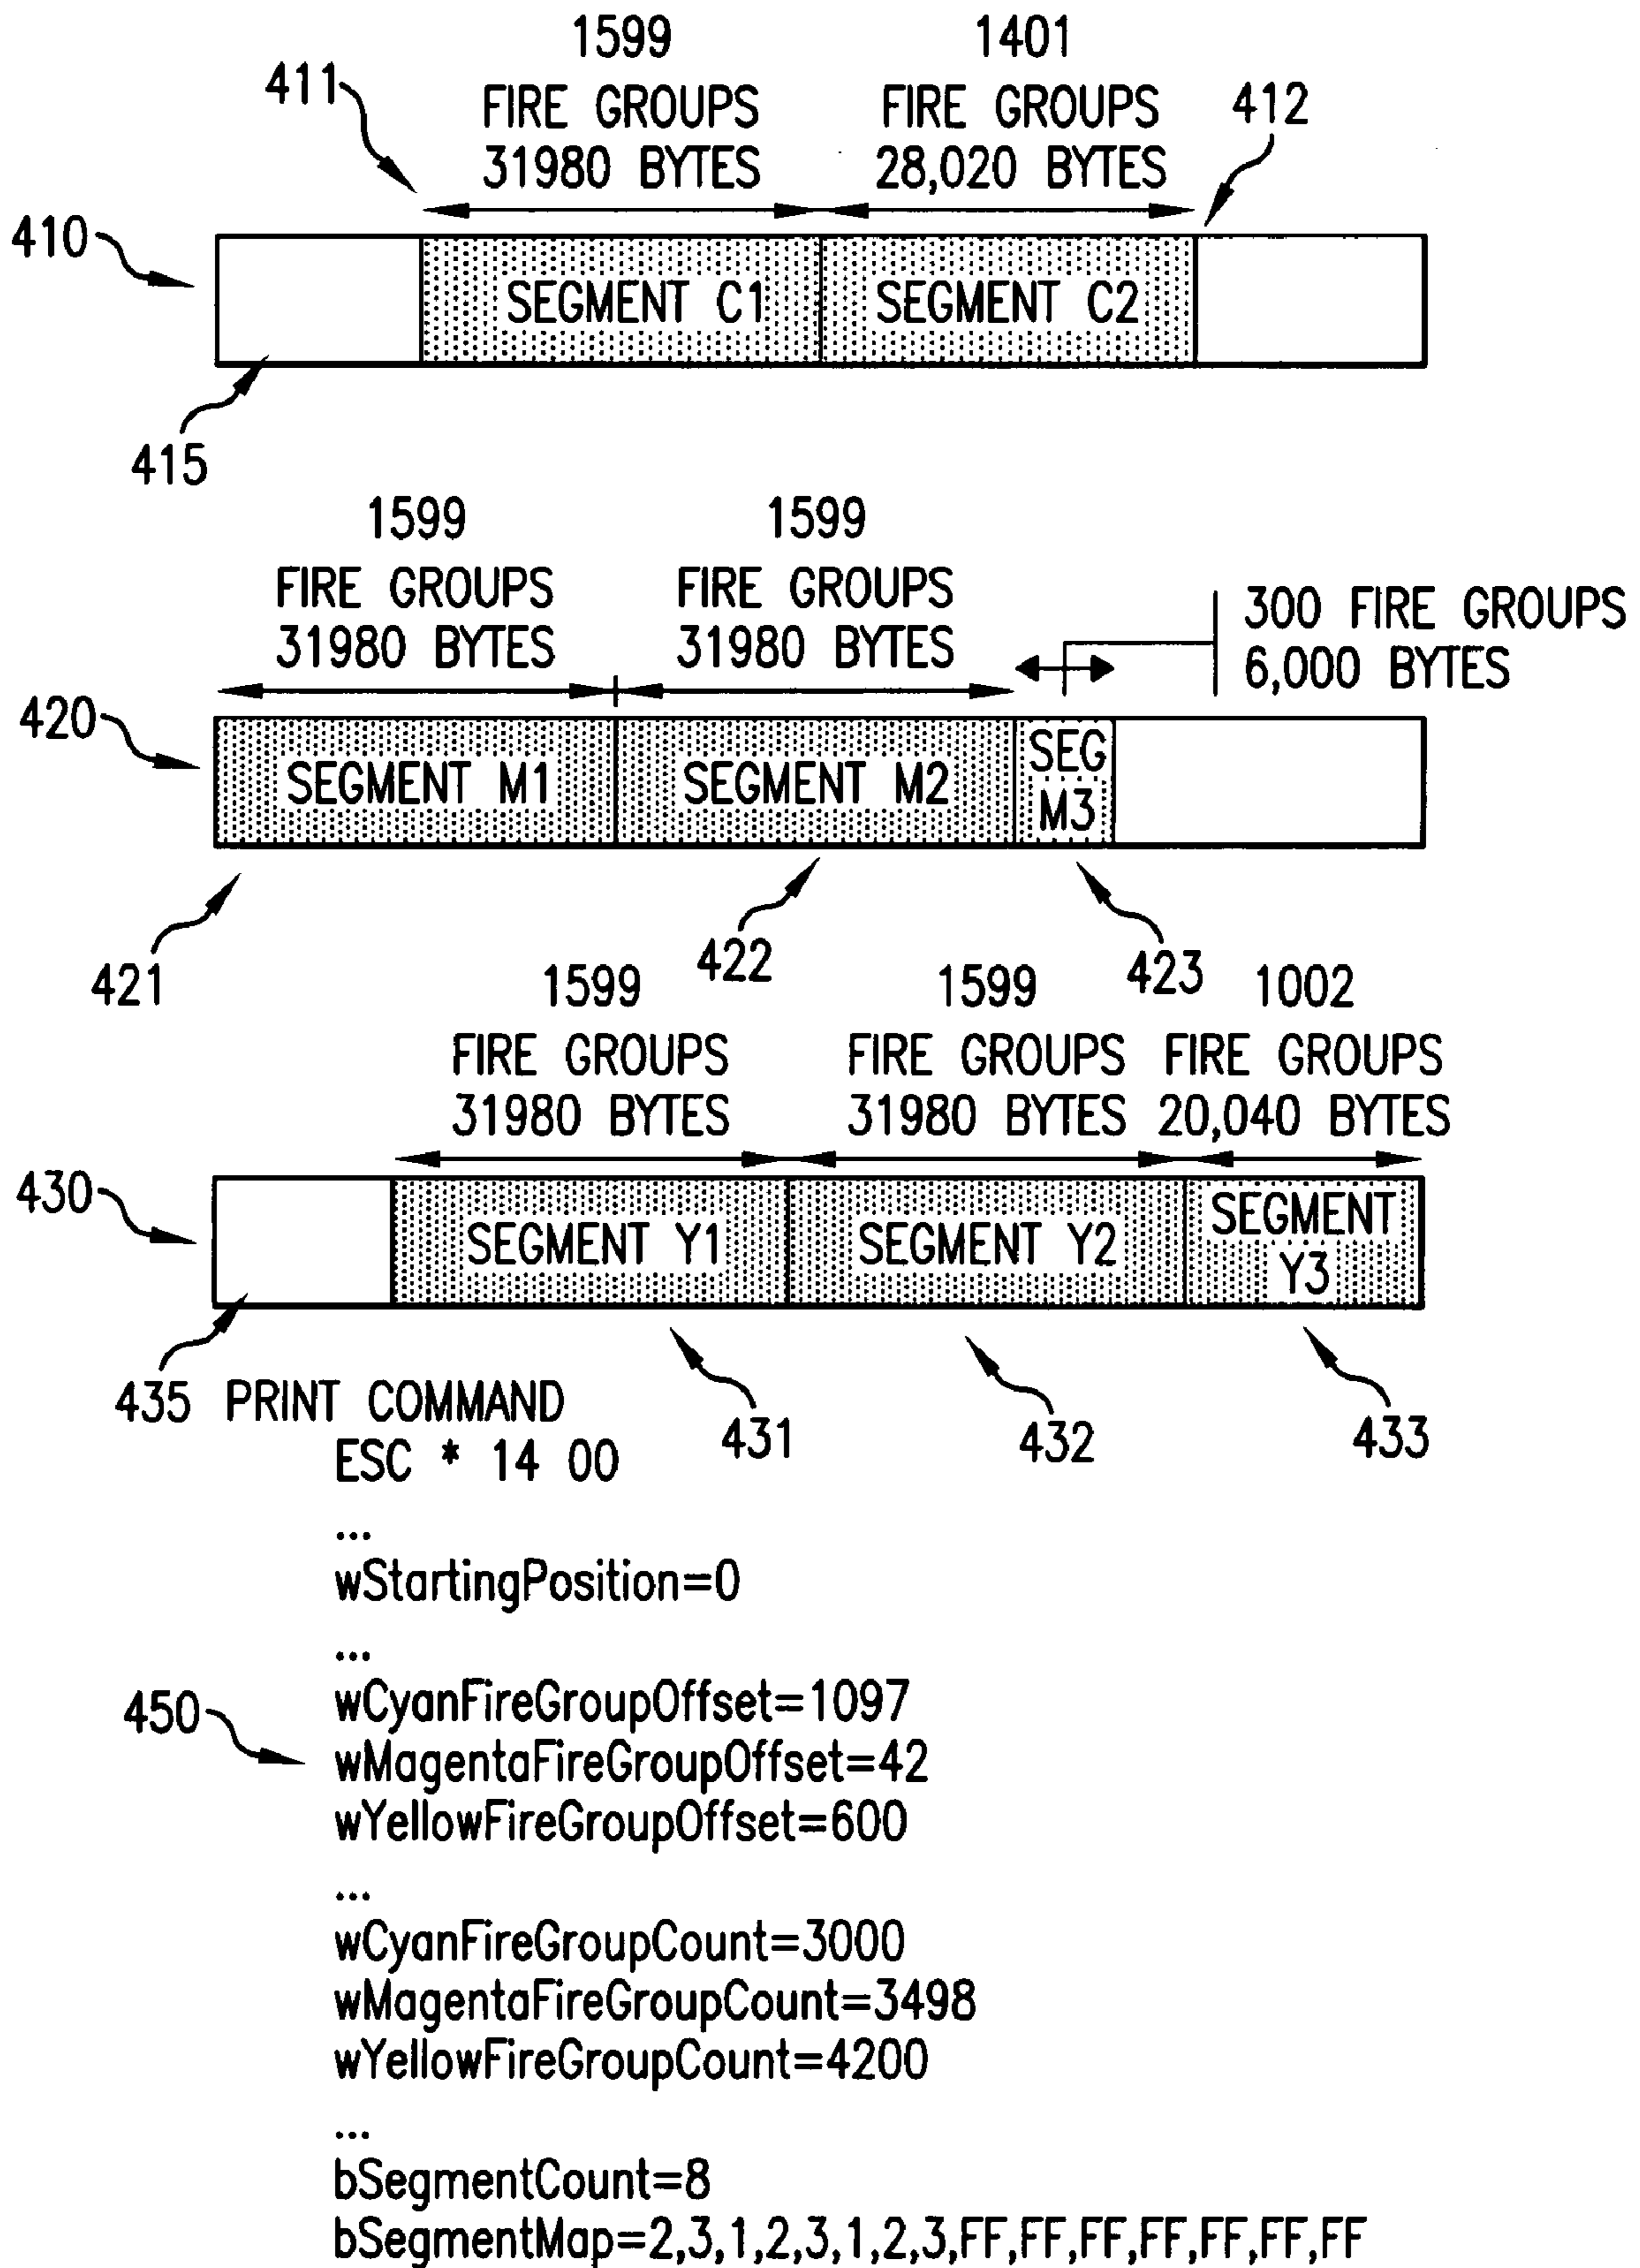 1599
1401
411
FIRE GROUPS
FIRE GROUPS
412
31980 BYTES
28,020 BYTES
410
SEGMENT C1
SEGMENT C2
415
1599
1599
FIRE GROUPS
FIRE GROUPS
300 FIRE GROUPS
31980 BYTES
31980 BYTES
6,000 BYTES
420
SEGMENT M1
SEGMENT M2
SEG
M3
421
422
423
1599
1599
1002
FIRE GROUPS
FIRE GROUPS
FIRE GROUPS
31980 BYTES
31980 BYTES
20,040 BYTES
430
SEGMENT Y1
SEGMENT Y2
SEGMENT
Y3
435
PRINT COMMAND
431
432
433
ESC * 14 00
...
wStartingPosition=0
...
450
wCyanFireGroupOffset=1097
wMagentaFireGroupOffset=42
wYellowFireGroupOffset=600
...
wCyanFireGroupCount=3000
wMagentaFireGroupCount=3498
wYellowFireGroupCount=4200
...
bSegmentCount=8
bSegmentMap=2,3,1,2,3,1,2,3,FF,FF,FF,FF,FF,FF,FF